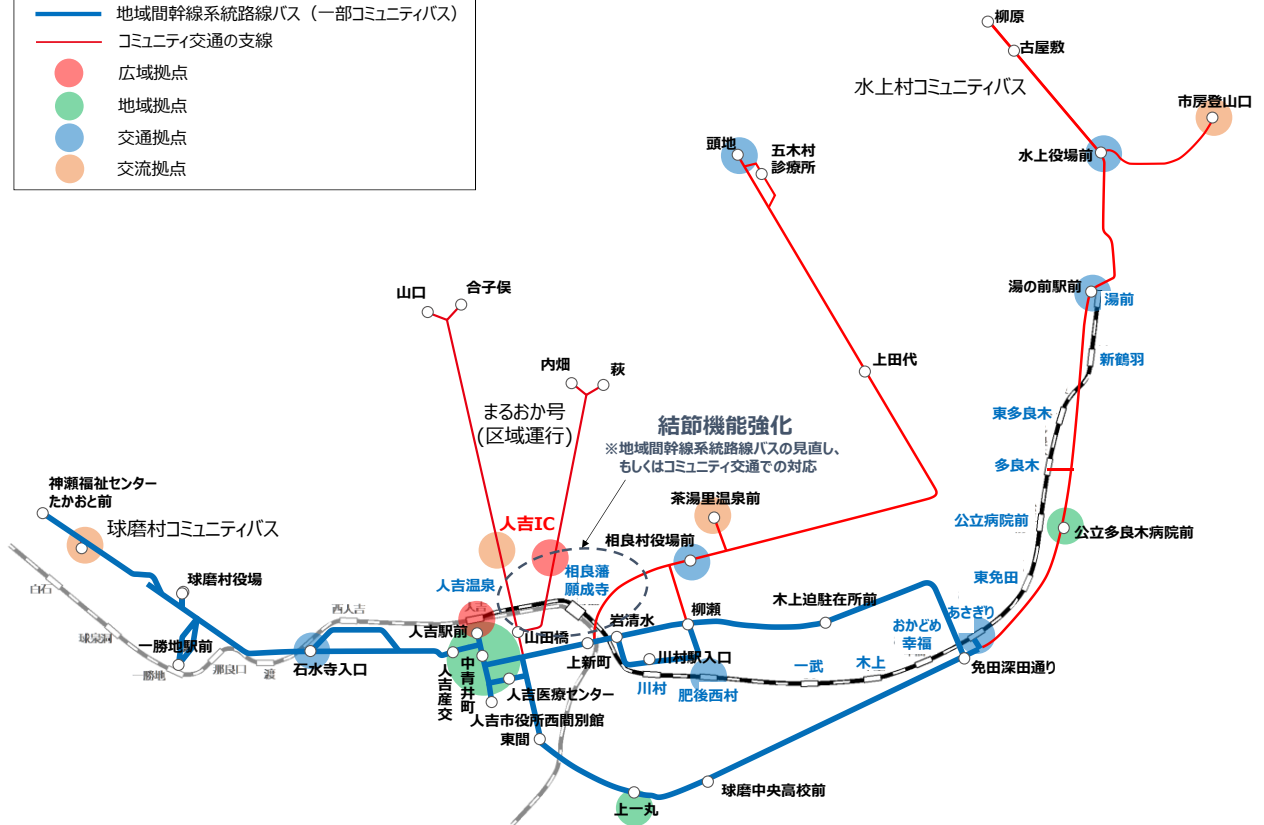 地域間幹線系統路線バス（一部コミュニティバス）
コミュニティ交通の支線
広域拠点
地域拠点
交通拠点
交流拠点
柳原
古屋敷
水上村コミュニティバス
市房登山口
水上役場前
頭地
五木村
診療所
湯の前駅前
湯前
山口
合子俣
新鶴羽
上田代
内畑
萩
まるおか号
(区域運行)
結節機能強化
※地域間幹線系統路線バスの見直し、
もしくはコミュニティ交通での対応
東多良木
多良木
神瀬福祉センター
たかおと前
球磨村コミュニティバス
茶湯里温泉前
人吉IC
公立病院前
公立多良木病院前
相良村役場前
人吉温泉
相良藩
願成寺
東免田
球磨村役場
白石
西人吉
人吉
木上迫駐在所前
あさぎり
おかどめ
幸福
球泉洞
一勝地駅前
一勝地
那良口
渡
石水寺入口
人吉駅前
山田橋
岩清水
柳瀬
上新町
川村駅入口
免田深田通り
人吉産交
中青井町
人吉医療センター
川村
肥後西村
一武
木上
人吉市役所西間別館
東間
球磨中央高校前
上一丸